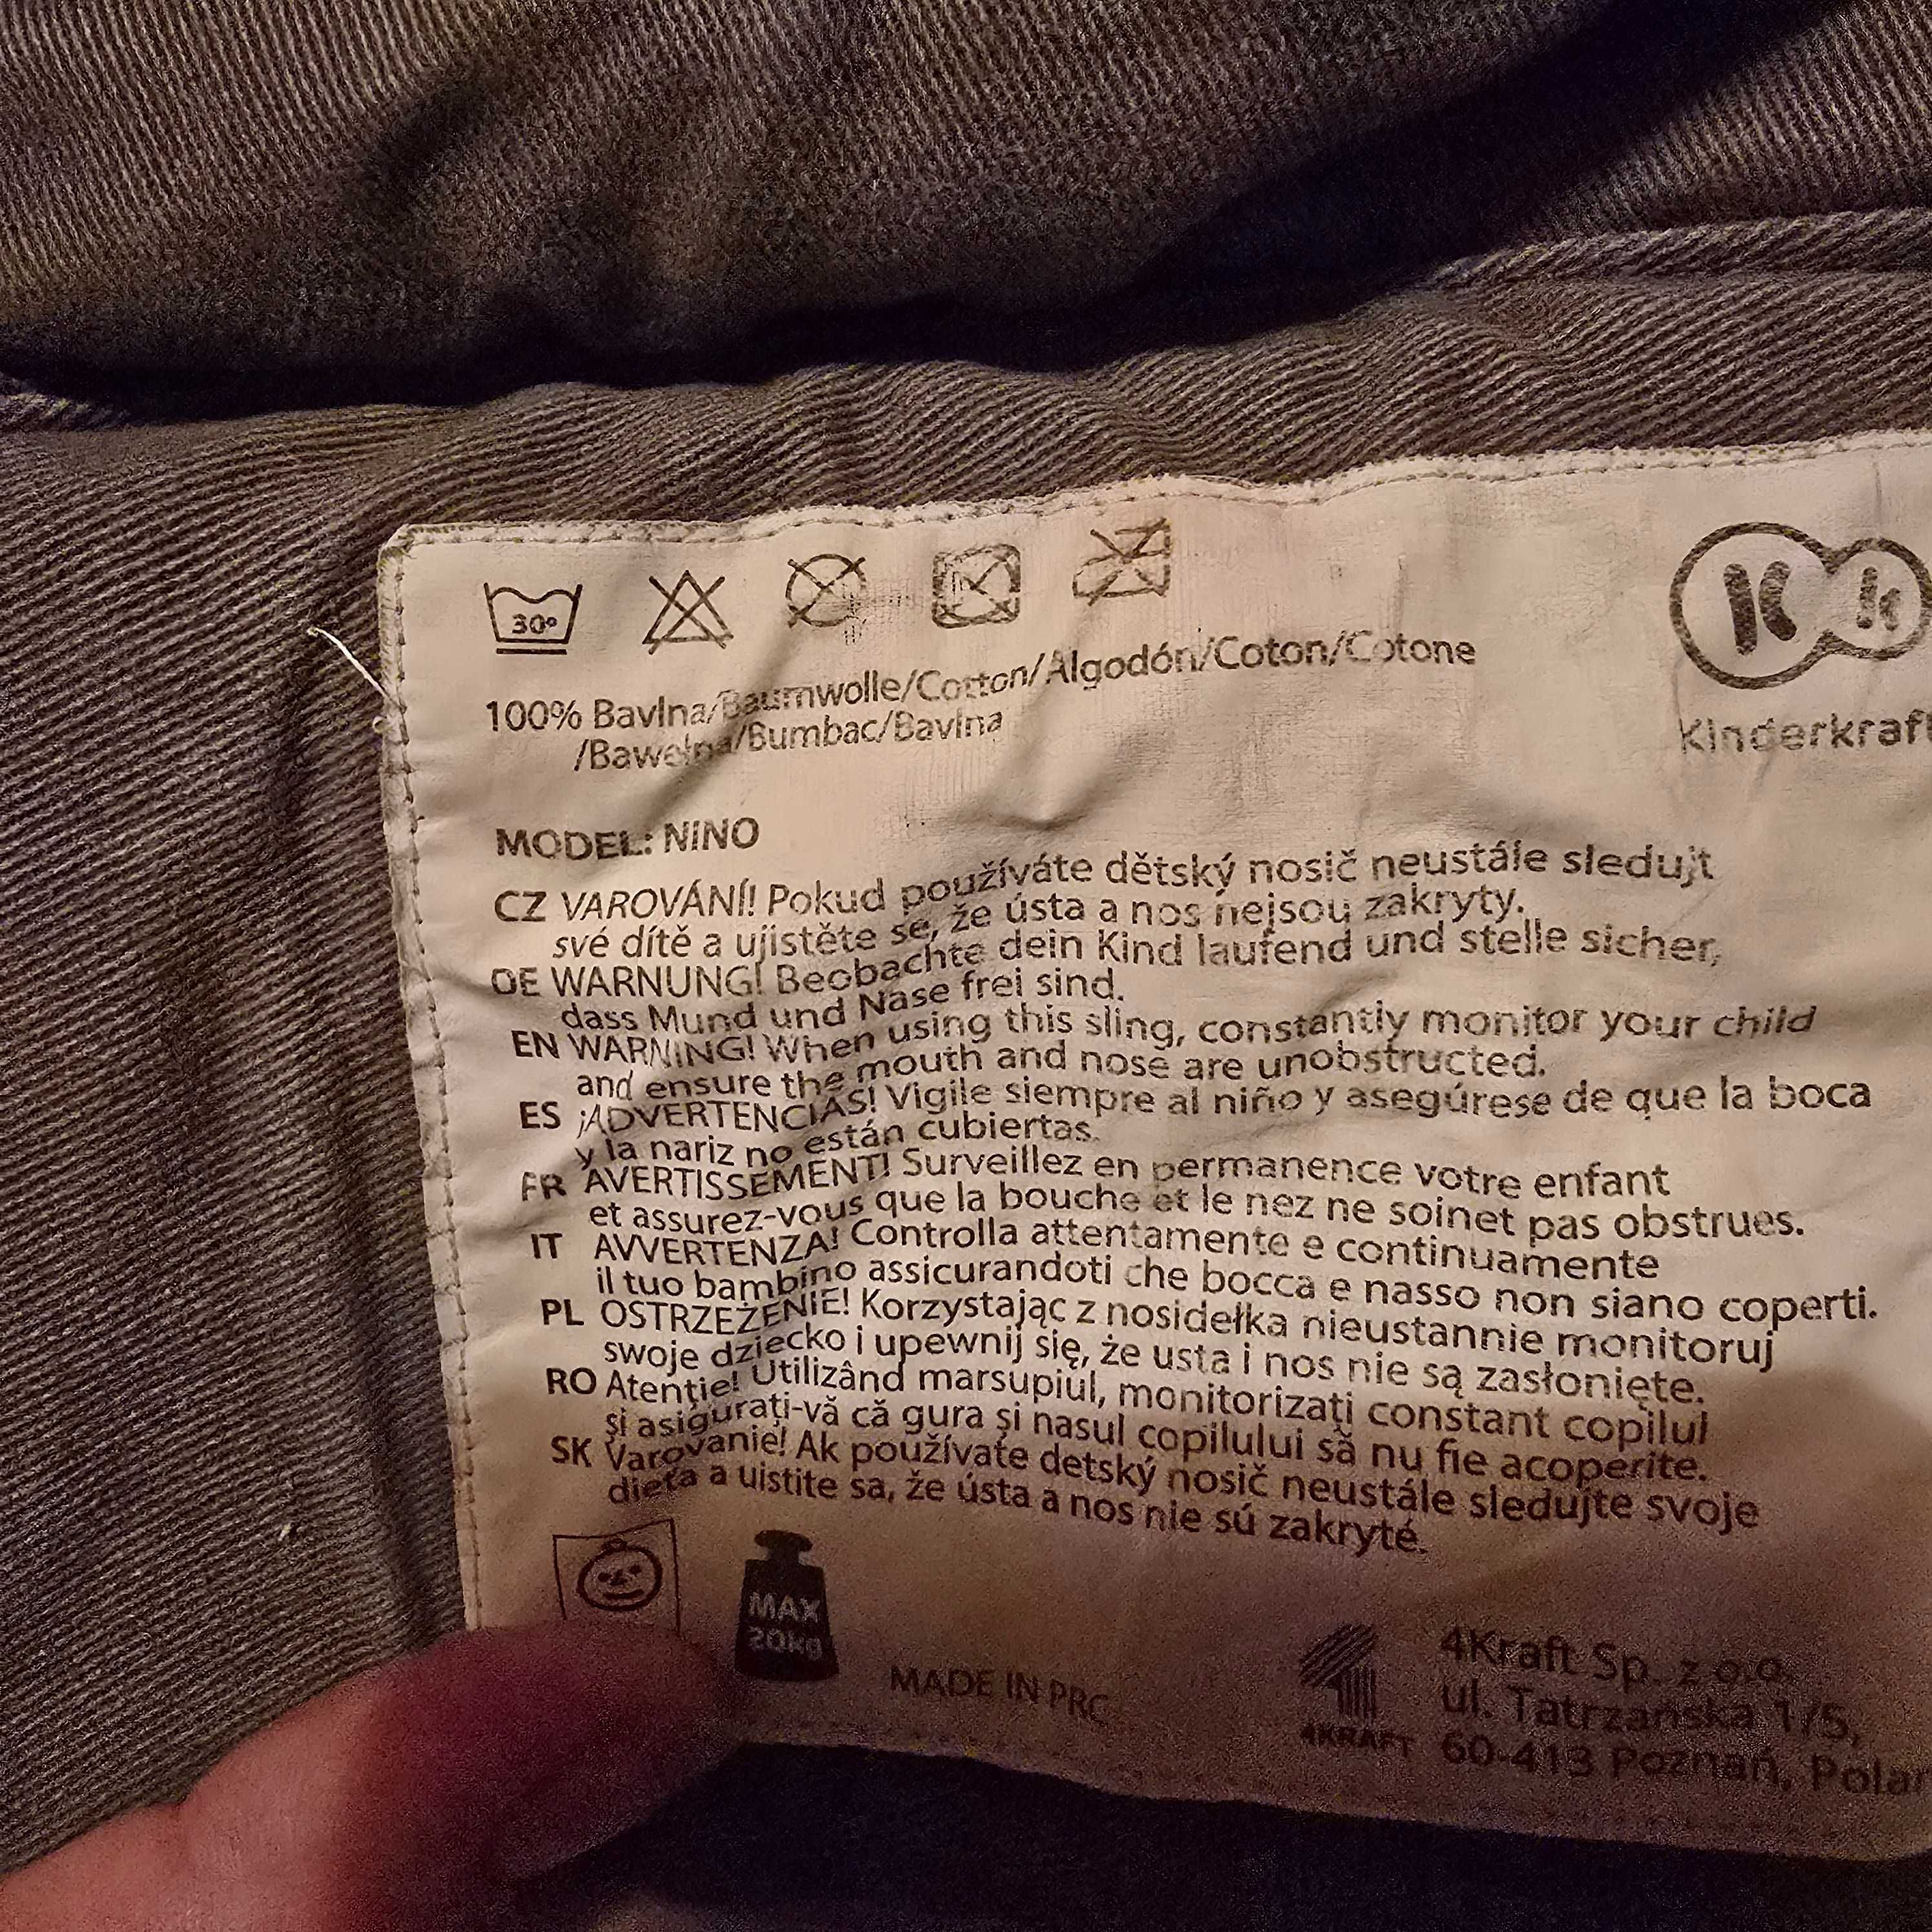 30°
100% Bavlna/Baumwolle/Cotton/Algodón/Coton/Cotone
/Bawełna/Bumbac/Bavlna
K k
Kinderkraft
MODEL: NINO
CZ VAROVÁNÍ! Pokud používáte dětský nosič neustále sledujt
své dítě a ujistěte se, že ústa a nos nejsou zakryty.
DE WARNUNG! Beobachte dein Kind laufend und stelle sicher,
dass Mund und Nase frei sind.
EN WARNING! When using this sling, constantly monitor your child
and ensure the mouth and nose are unobstructed.
ES ¡ADVERTENCIAS! Vigile siempre al niño y asegúrese de que la boca
y la nariz no están cubiertas.
FR AVERTISSEMENT! Surveillez en permanence votre enfant
et assurez-vous que la bouche et le nez ne soinet pas obstrues.
IT AVVERTENZA! Controlla attentamente e continuamente
il tuo bambino assicurandoti che bocca e nasso non siano coperti.
PL OSTRZEŻENIE! Korzystając z nosidełka nieustannie monitoruj
swoje dziecko i upewnij się, że usta i nos nie są zasłonięte.
RO Atenţie! Utilizând marsupiul, monitorizaţi constant copilul
şi asiguraţi-vă că gura şi nasul copilului să nu fie acoperite.
SK Varovanie! Ak používate detský nosič neustále sledujte svoje
dieťa a uistite sa, že ústa a nos nie sú zakryté.
MAX
20kg
MADE IN PRC
4KRAFT
4Kraft Sp. z o.o.
ul. Tatrzańska 1/5,
60-413 Poznań, Polan